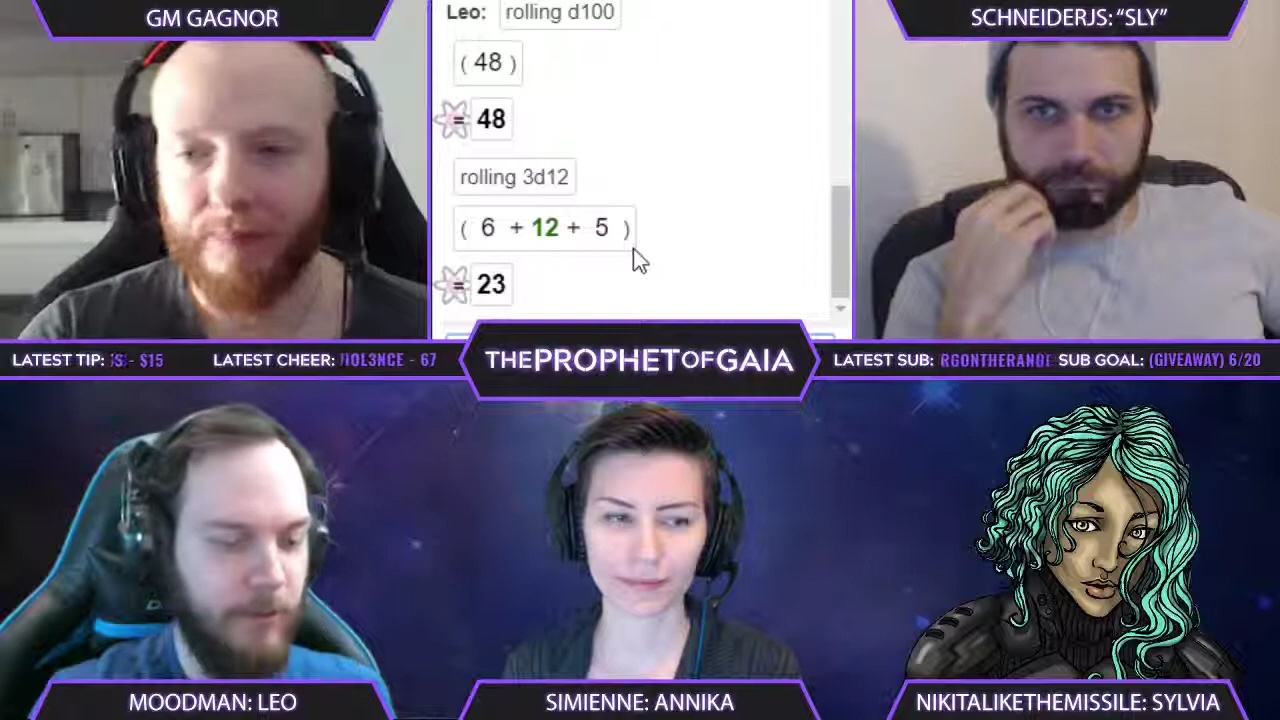 GM GAGNOR
Leo: rolling d100
( 48 )
= 48
rolling 3d12
( 6 + 12 + 5 )
= 23
SCHNEIDERJS: “SLY”
LATEST TIP: - $15
LATEST CHEER: - 67
THEPROPHETOFGAIA
LATEST SUB:
SUB GOAL: (GIVEAWAY) 6/20
MOODMAN: LEO
SIMIENNE: ANNIKA
NIKITALIKETHEMISSILE: SYLVIA